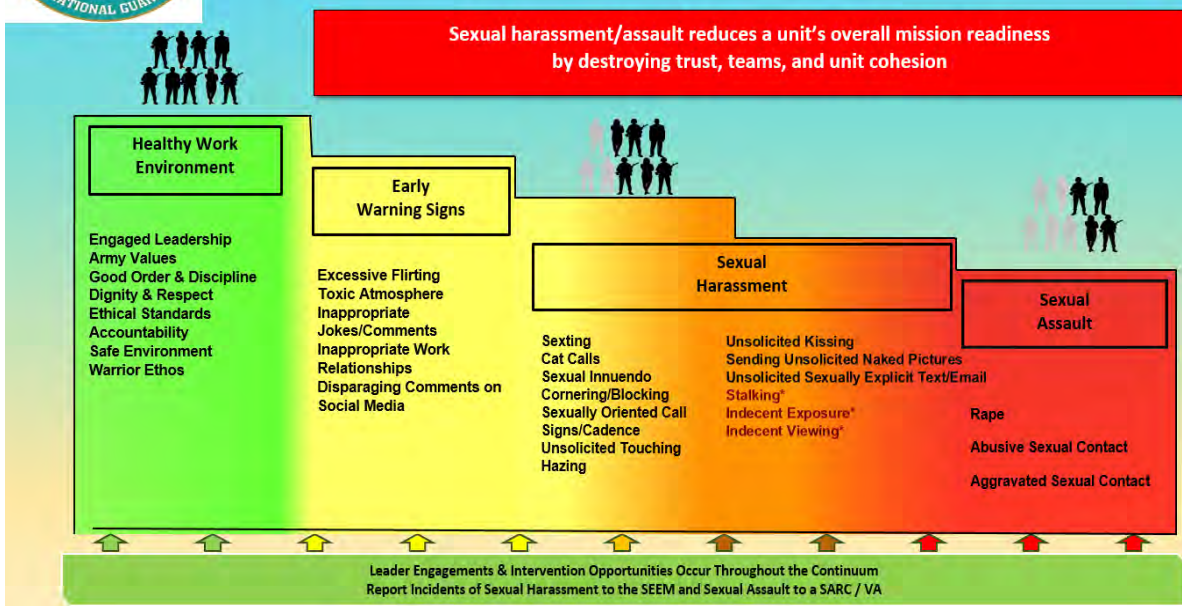 NATIONAL GUAR
Sexual harassment/assault reduces a unit's overall mission readiness
by destroying trust, teams, and unit cohesion
Healthy Work
Environment
Engaged Leadership
Army Values
Good Order & Discipline
Dignity & Respect
Ethical Standards
Accountability
Safe Environment
Warrior Ethos
Early
Warning Signs
Excessive Flirting
Toxic Atmosphere
Inappropriate
Jokes/Comments
Inappropriate Work
Relationships
Disparaging Comments on
Social Media
Sexual
Harassment
Sexting
Cat Calls
Sexual Innuendo
Cornering/Blocking
Sexually Oriented Call
Signs/Cadence
Unsolicited Touching
Hazing
Unsolicited Kissing
Sending Unsolicited Naked Pictures
Unsolicited Sexually Explicit Text/Email
Stalking*
Indecent Exposure*
Indecent Viewing*
Sexual
Assault
Rape
Abusive Sexual Contact
Aggravated Sexual Contact
Leader Engagements & Intervention Opportunities Occur Throughout the Continuum
Report Incidents of Sexual Harassment to the SEEM and Sexual Assault to a SARC / VA